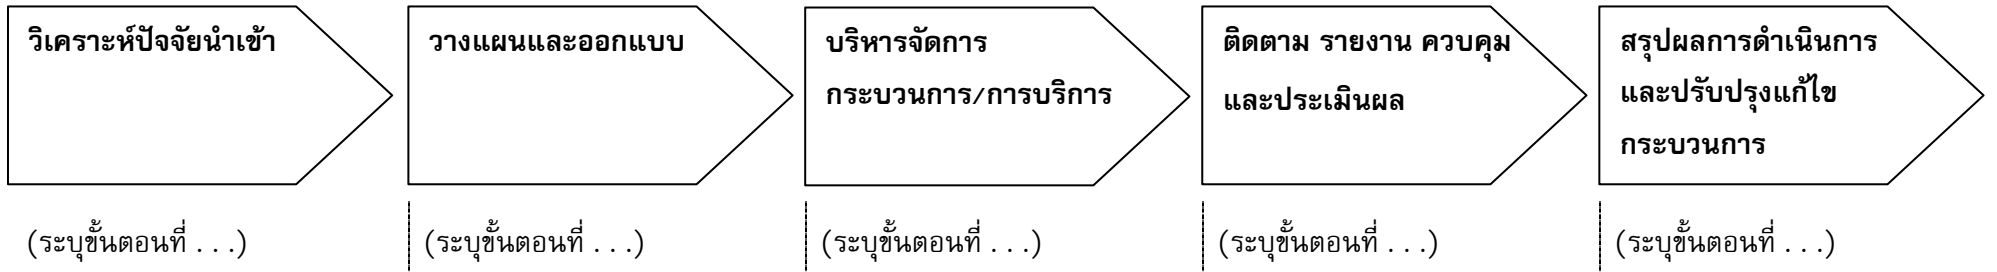 วิเคราะห์ปัจจัยนำเข้า
วางแผนและออกแบบ
บริหารจัดการ
กระบวนการ/การบริการ
ติดตาม รายงาน ควบคุม
และประเมินผล
สรุปผลการดำเนินการ
และปรับปรุงแก้ไข
กระบวนการ
(ระบุขั้นตอนที่ . . .)
(ระบุขั้นตอนที่ . . .)
(ระบุขั้นตอนที่ . . .)
(ระบุขั้นตอนที่ . . .)
(ระบุขั้นตอนที่ . . .)